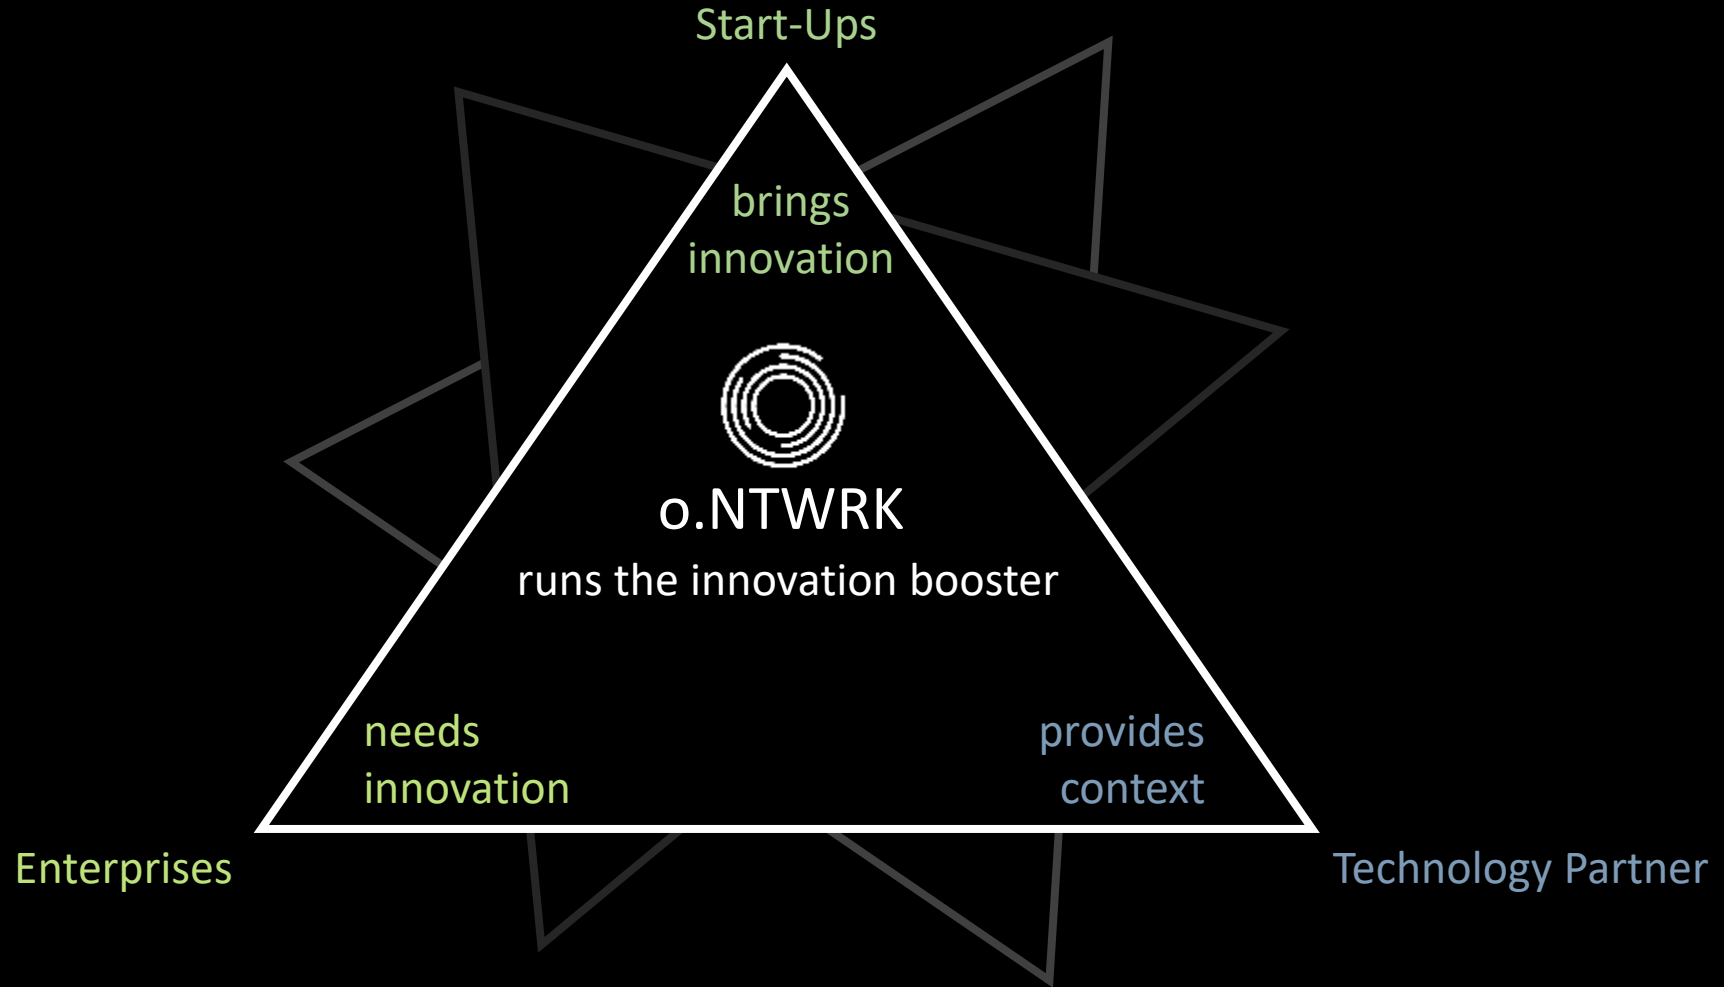 Start-Ups
brings
innovation
o.NTWRK
runs the innovation booster
needs
innovation
provides
context
Enterprises
Technology Partner